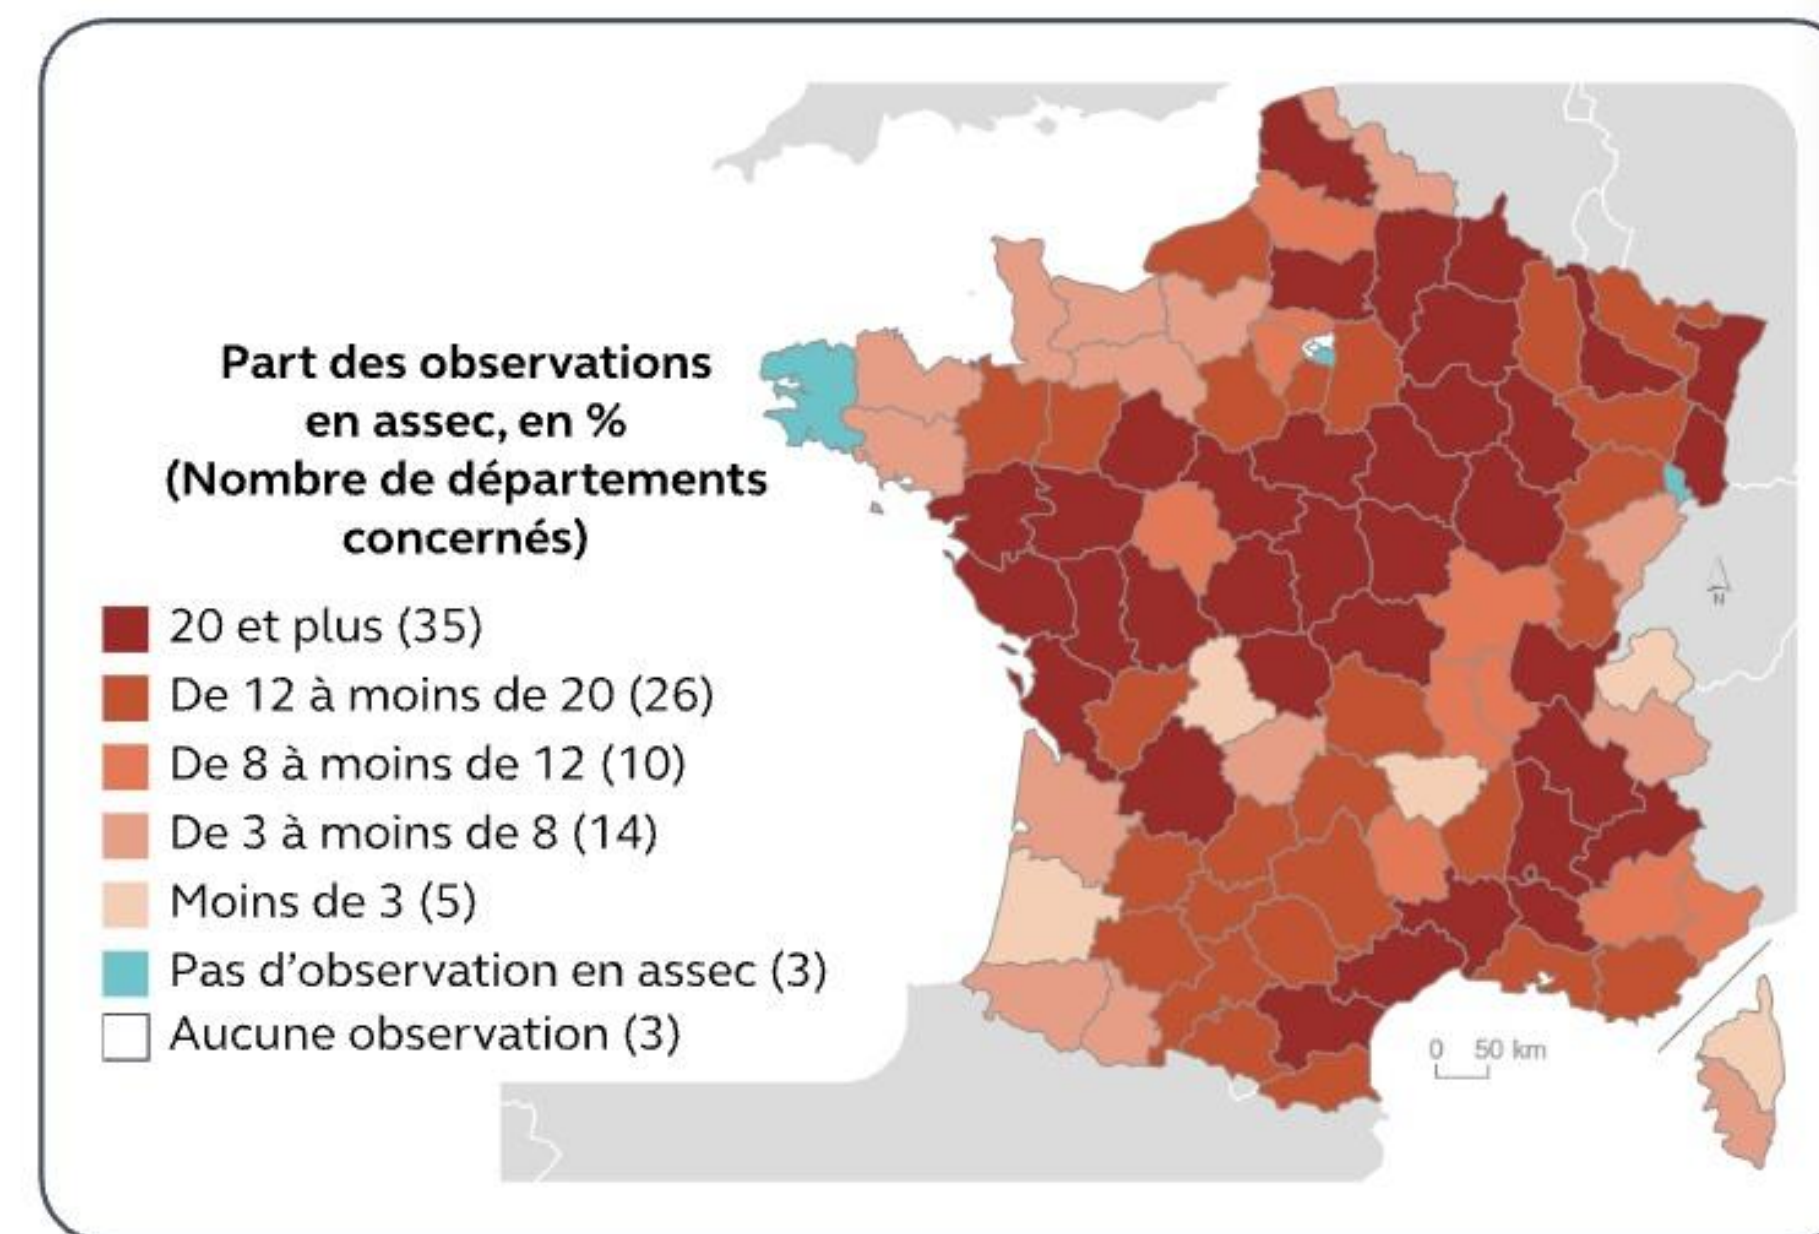 Part des observations
en assec, en %
(Nombre de départements
concernés)
20 et plus (35)
De 12 à moins de 20 (26)
De 8 à moins de 12 (10)
De 3 à moins de 8 (14)
Moins de 3 (5)
Pas d’observation en assec (3)
Aucune observation (3)
N
0 50 km